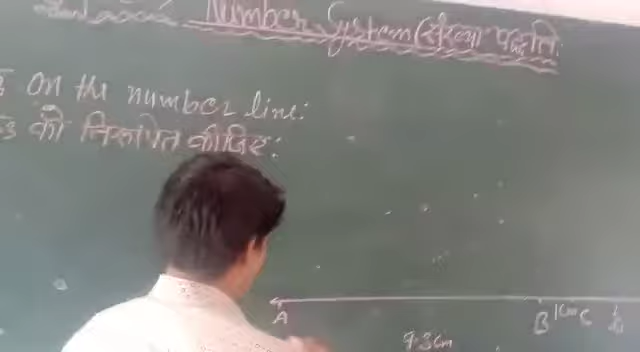 Number System (संख्या पद्धति
on the number line:
को निरूपित कीजिए:
A B 1cm C D
9.3cm